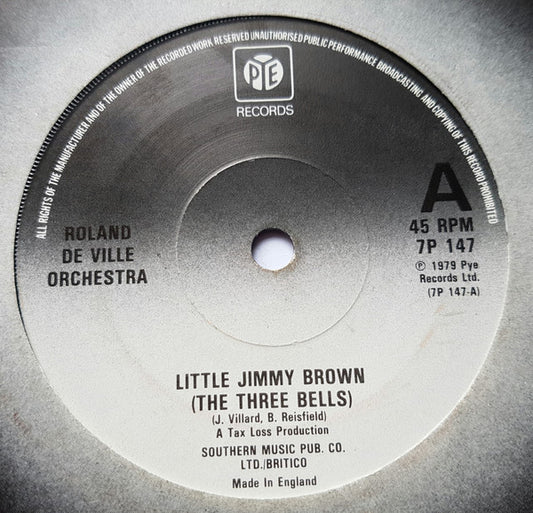 ALL RIGHTS OF THE MANUFACTURER AND OF THE OWNER OF THE RECORDED WORK RESERVED UNAUTHORISED PUBLIC PERFORMANCE BROADCASTING AND COPYING OF THIS RECORD PROHIBITED
PYE
RECORDS
A
45 RPM
7P 147
℗ 1979 Pye
Records Ltd.
(7P 147-A)
ROLAND
DE VILLE
ORCHESTRA
LITTLE JIMMY BROWN
(THE THREE BELLS)
(J. Villard, B. Reisfield)
A Tax Loss Production
SOUTHERN MUSIC PUB. CO.
LTD./BRITICO
Made In England